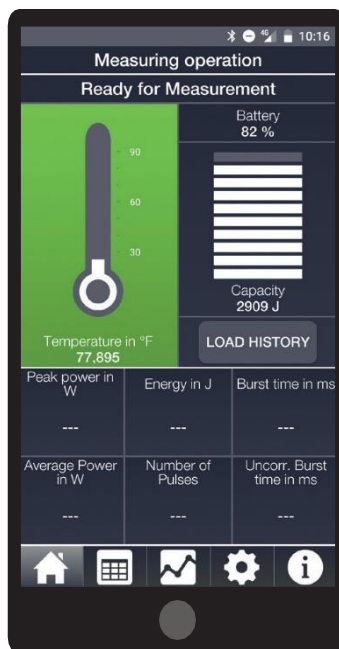 4G
10:16
Measuring operation
Ready for Measurement
Battery
82 %
90
60
30
Capacity
2909 J
Temperature in °F
77,895
LOAD HISTORY
Peak power in
W
---
Energy in J
---
Burst time in ms
---
Average Power
in W
---
Number of
Pulses
---
Uncorr. Burst
time in ms
---
i